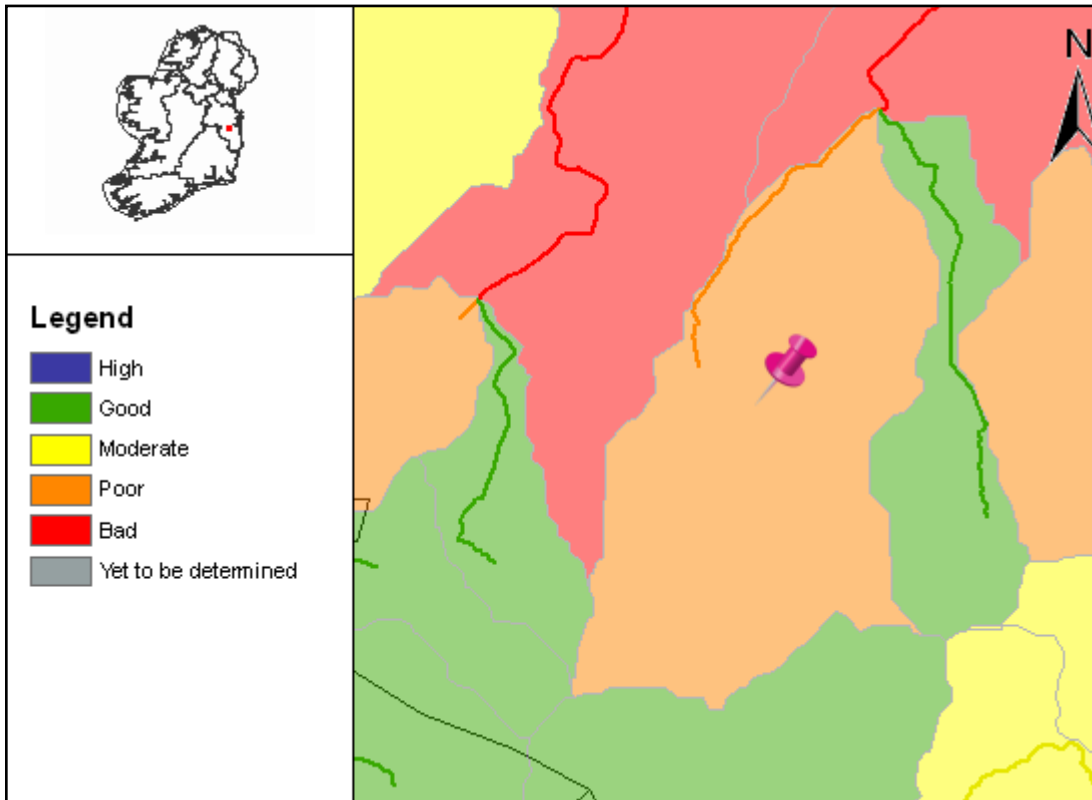 N
Legend
High
Good
Moderate
Poor
Bad
Yet to be determined